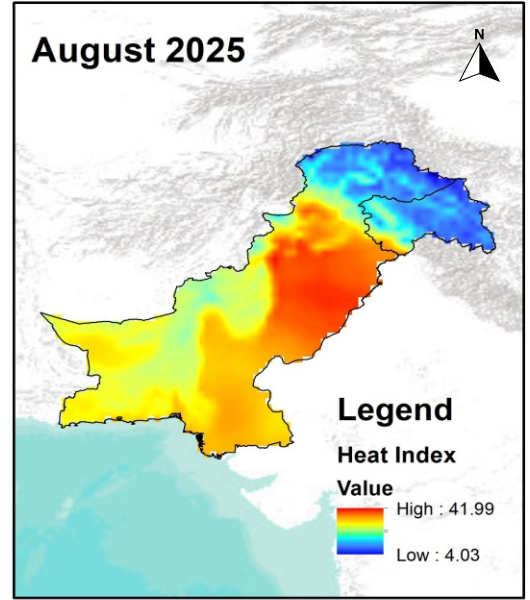 August 2025
N
Legend
Heat Index
Value
High : 41.99
Low : 4.03